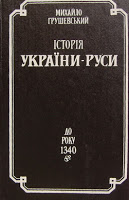 МИХАЙЛО
ГРУШЕВСЬКИЙ
ІСТОРІЯ
УКРАЇНИ-РУСИ
ДО
РОКУ
1340